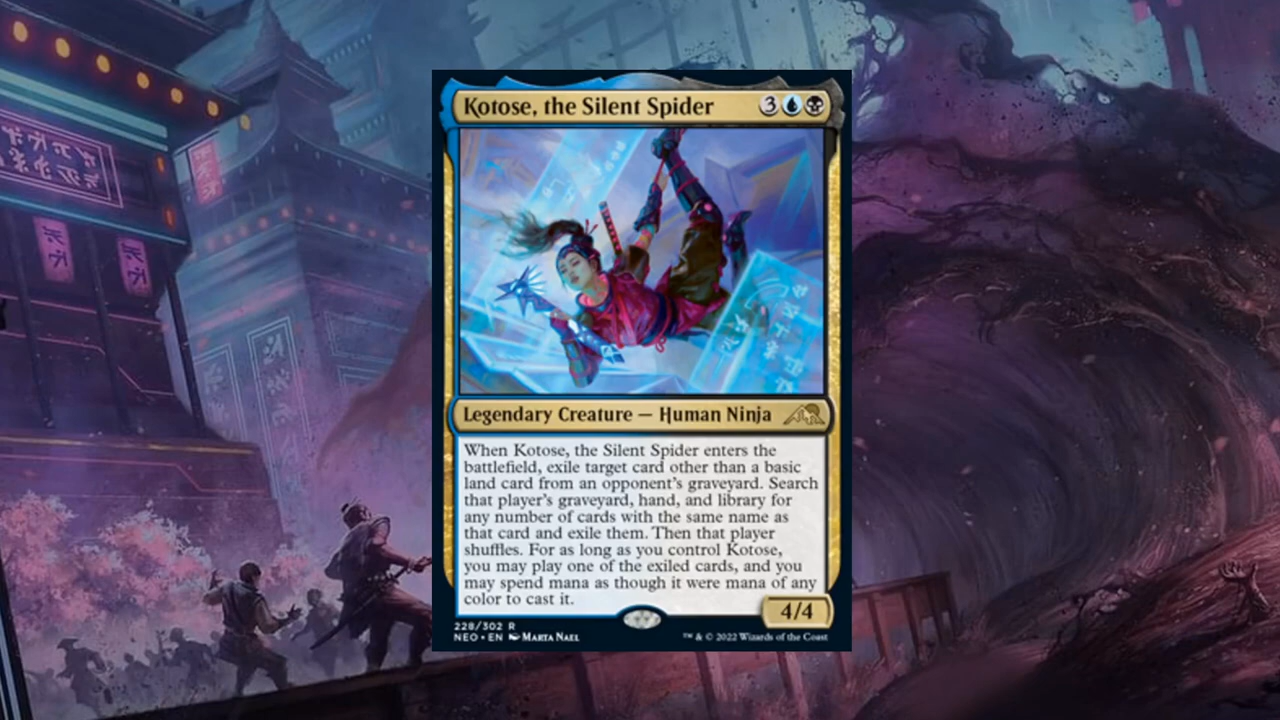 Kotose, the Silent Spider 3
Legendary Creature — Human Ninja
When Kotose, the Silent Spider enters the
battlefield, exile target card other than a basic
land card from an opponent's graveyard. Search
that player's graveyard, hand, and library for
any number of cards with the same name as
that card and exile them. Then that player
shuffles. For as long as you control Kotose,
you may play one of the exiled cards, and you
may spend mana as though it were mana of any
color to cast it.
4/4
228/302 R
NEO • EN Marta Nael
™ & © 2022 Wizards of the Coast